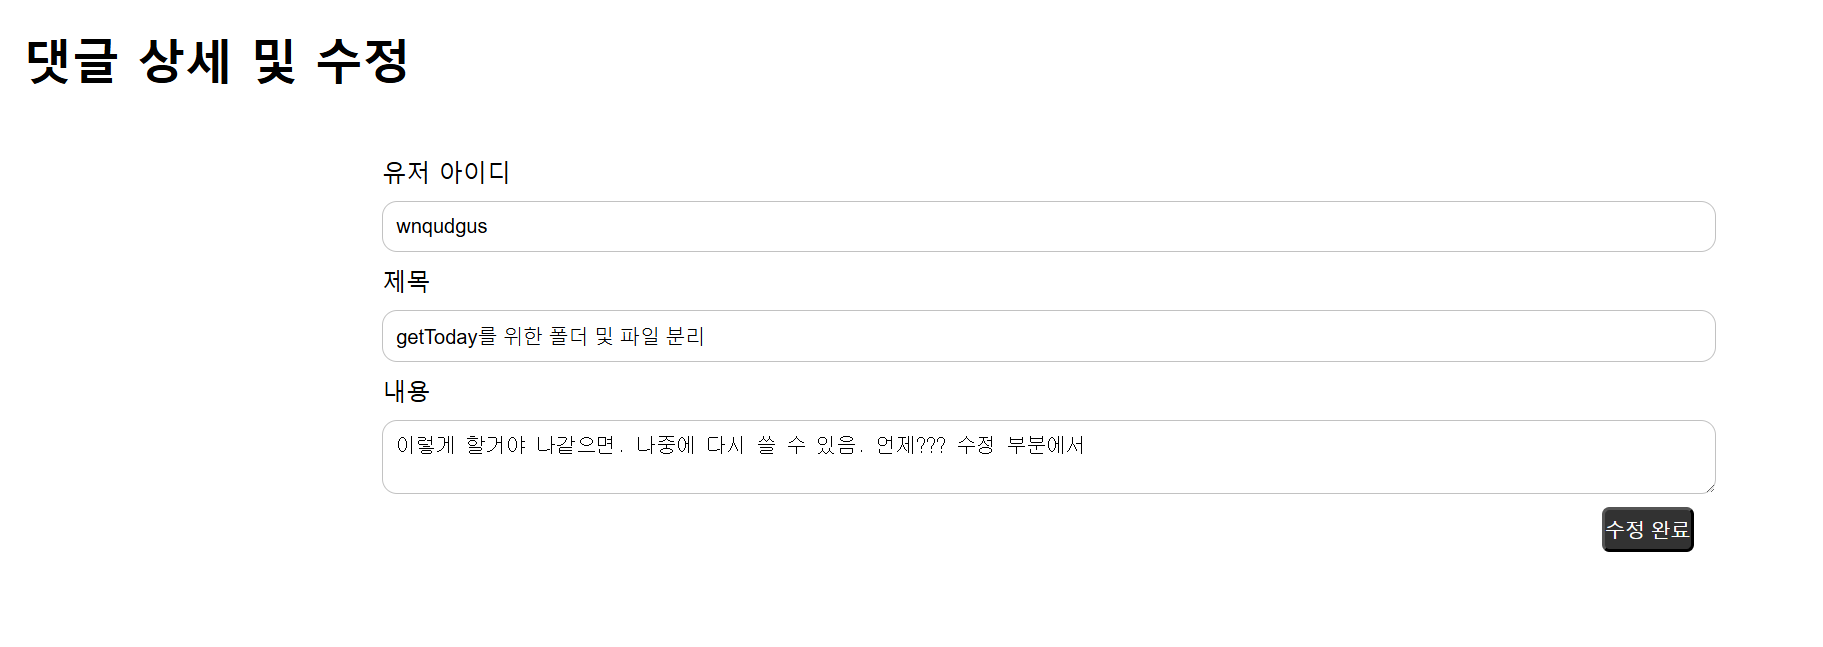 댓글 상세 및 수정
유저 아이디
wnqudgus
제목
getToday를 위한 폴더 및 파일 분리
내용
이렇게 할거야 나같으면. 나중에 다시 쓸 수 있음. 언제??? 수정 부분에서
수정 완료